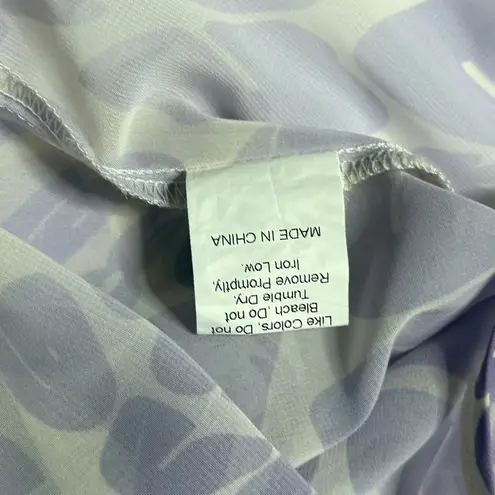 Like Colors, Do not
Bleach, Do not
Tumble Dry.
Remove Promptly,
Iron Low.
MADE IN CHINA